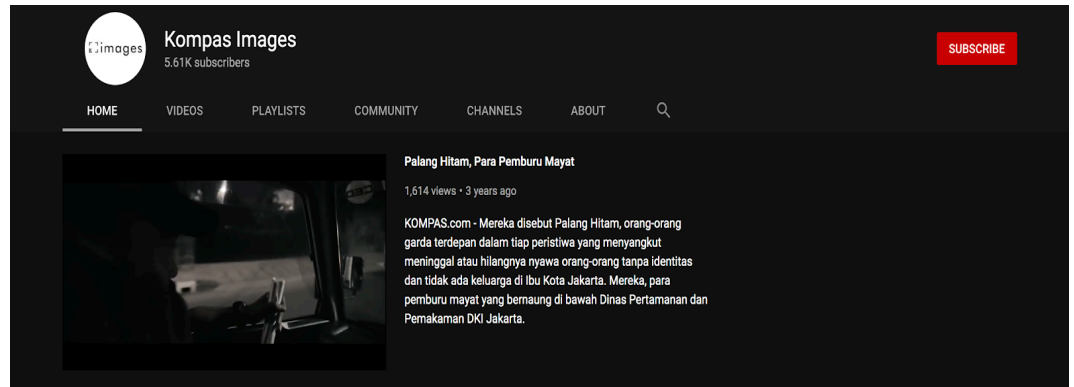 images
Kompas Images
5.61K subscribers
SUBSCRIBE
HOME VIDEOS PLAYLISTS COMMUNITY CHANNELS ABOUT
Palang Hitam, Para Pemburu Mayat
1,614 views • 3 years ago
KOMPAS.com - Mereka disebut Palang Hitam, orang-orang
garda terdepan dalam tiap peristiwa yang menyangkut
meninggal atau hilangnya nyawa orang-orang tanpa identitas
dan tidak ada keluarga di Ibu Kota Jakarta. Mereka, para
pemburu mayat yang bernaung di bawah Dinas Pertamanan dan
Pemakaman DKI Jakarta.